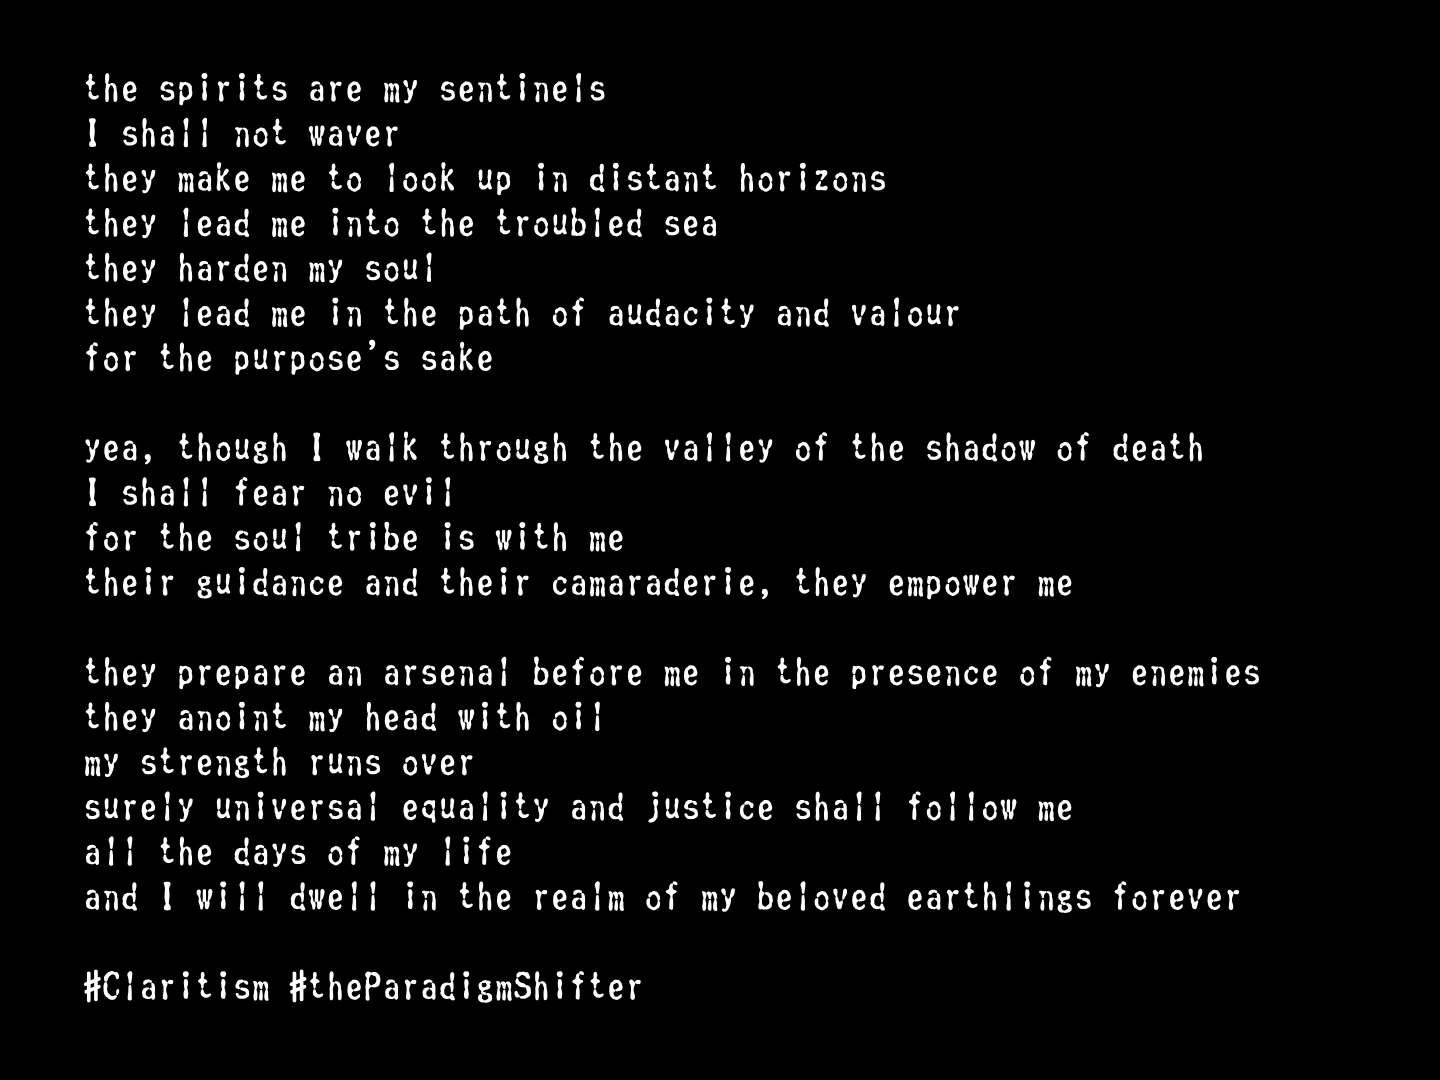 the spirits are my sentinels
I shall not waver
they make me to look up in distant horizons
they lead me into the troubled sea
they harden my soul
they lead me in the path of audacity and valour
for the purpose’s sake
yea, though I walk through the valley of the shadow of death
I shall fear no evil
for the soul tribe is with me
their guidance and their camaraderie, they empower me
they prepare an arsenal before me in the presence of my enemies
they anoint my head with oil
my strength runs over
surely universal equality and justice shall follow me
all the days of my life
and I will dwell in the realm of my beloved earthlings forever
#Claritism #theParadigmShifter